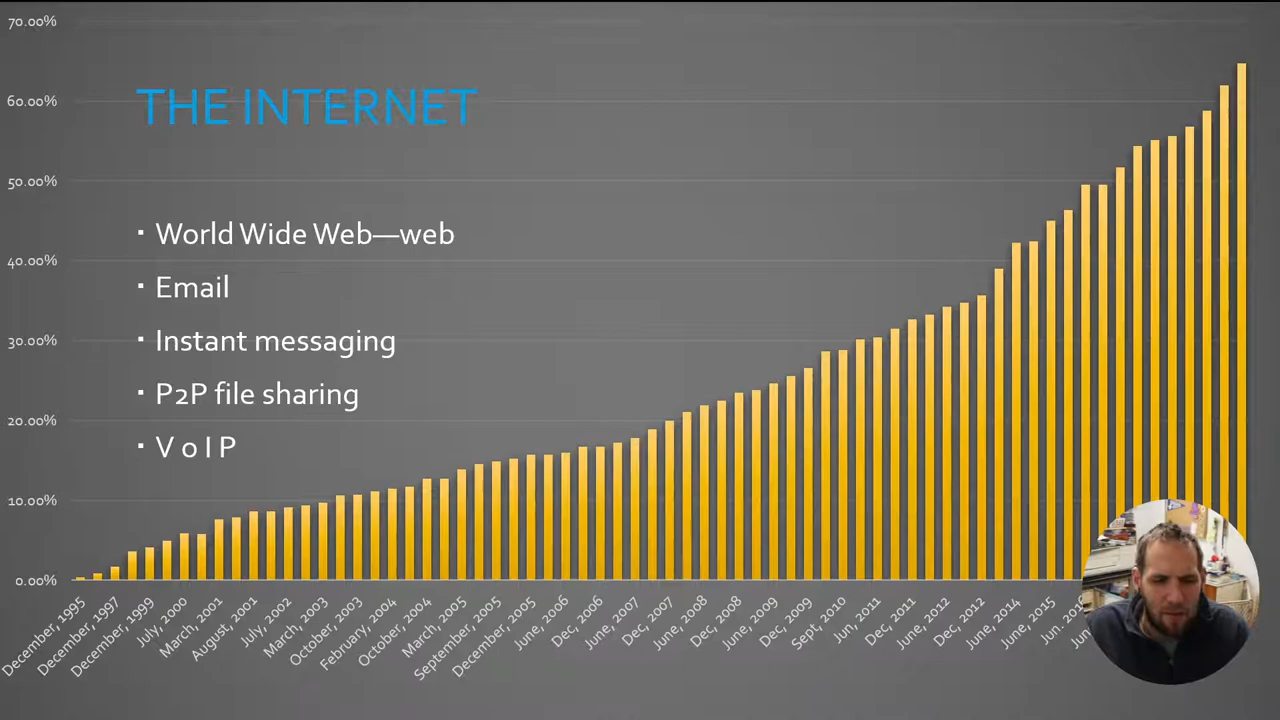 70.00%
60.00%
50.00%
40.00%
30.00%
20.00%
10.00%
0.00%
THE INTERNET
▪ World Wide Web—web
▪ Email
▪ Instant messaging
▪ P2P file sharing
▪ V o I P
December, 1995
December, 1997
December, 1999
July, 2000
March, 2001
August, 2001
July, 2002
March, 2003
October, 2003
February, 2004
October, 2004
March, 2005
September, 2005
December, 2005
June, 2006
Dec, 2006
June, 2007
Dec, 2007
June, 2008
Dec, 2008
June, 2009
Dec, 2009
Sept, 2010
Jun, 2011
Dec, 2011
June, 2012
Dec, 2012
June, 2014
June, 2015
Jun,